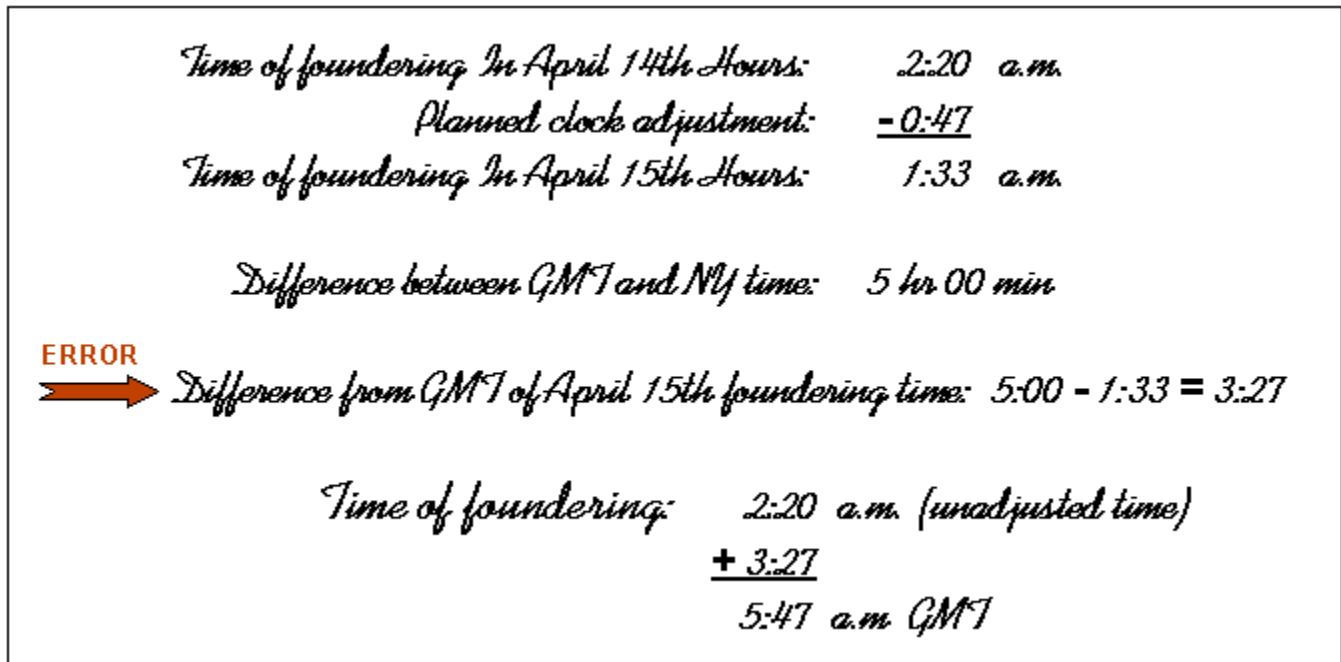 Time of foundering In April 14th Hours: 2:20 a.m.
Planned clock adjustment: - 0:47
Time of foundering In April 15th Hours: 1:33 a.m.
Difference between GMT and NY time: 5 hr 00 min
ERROR
Difference from GMT of April 15th foundering time: 5:00 - 1:33 = 3:27
Time of foundering: 2:20 a.m. (unadjusted time)
+ 3:27
5:47 a.m GMT